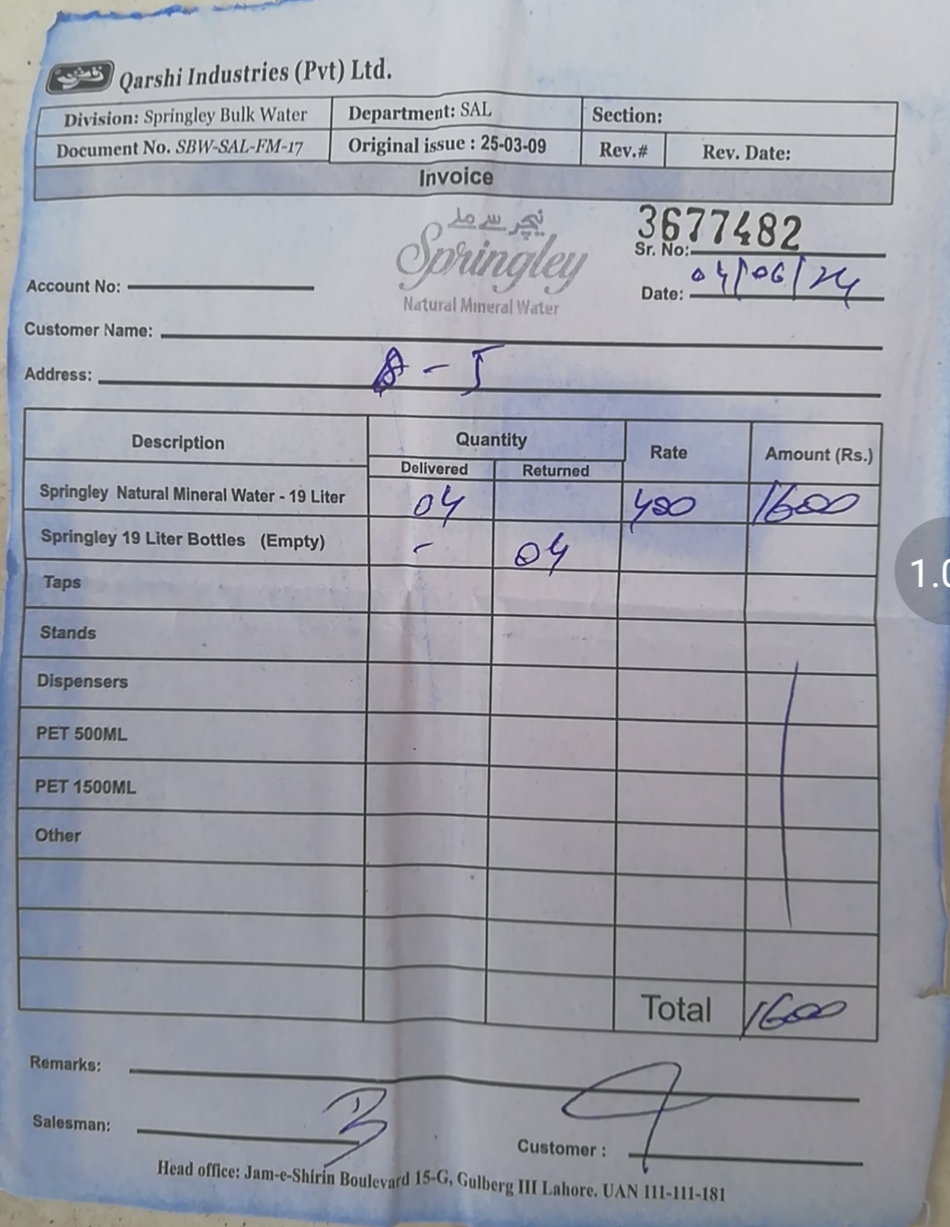 قرشی
Qarshi Industries (Pvt) Ltd.
Division: Springley Bulk Water Department: SAL Section:
Document No. SBW-SAL-FM-17 Original issue : 25-03-09 Rev.# Rev. Date:
Invoice
نیچر سے ملے
Springley
Natural Mineral Water
3677482
Sr. No:
Account No: Date: 04/06/24
Customer Name:
Address:
Description Quantity Rate Amount (Rs.)
Delivered Returned
Springley Natural Mineral Water - 19 Liter 04 400 1600
Springley 19 Liter Bottles (Empty) - 04
Taps
Stands
Dispensers
PET 500ML
PET 1500ML
Other
Total 1600
Remarks:
Salesman: Customer :
Head office: Jam-e-Shirin Boulevard 15-G, Gulberg III Lahore. UAN 111-111-181
1.0